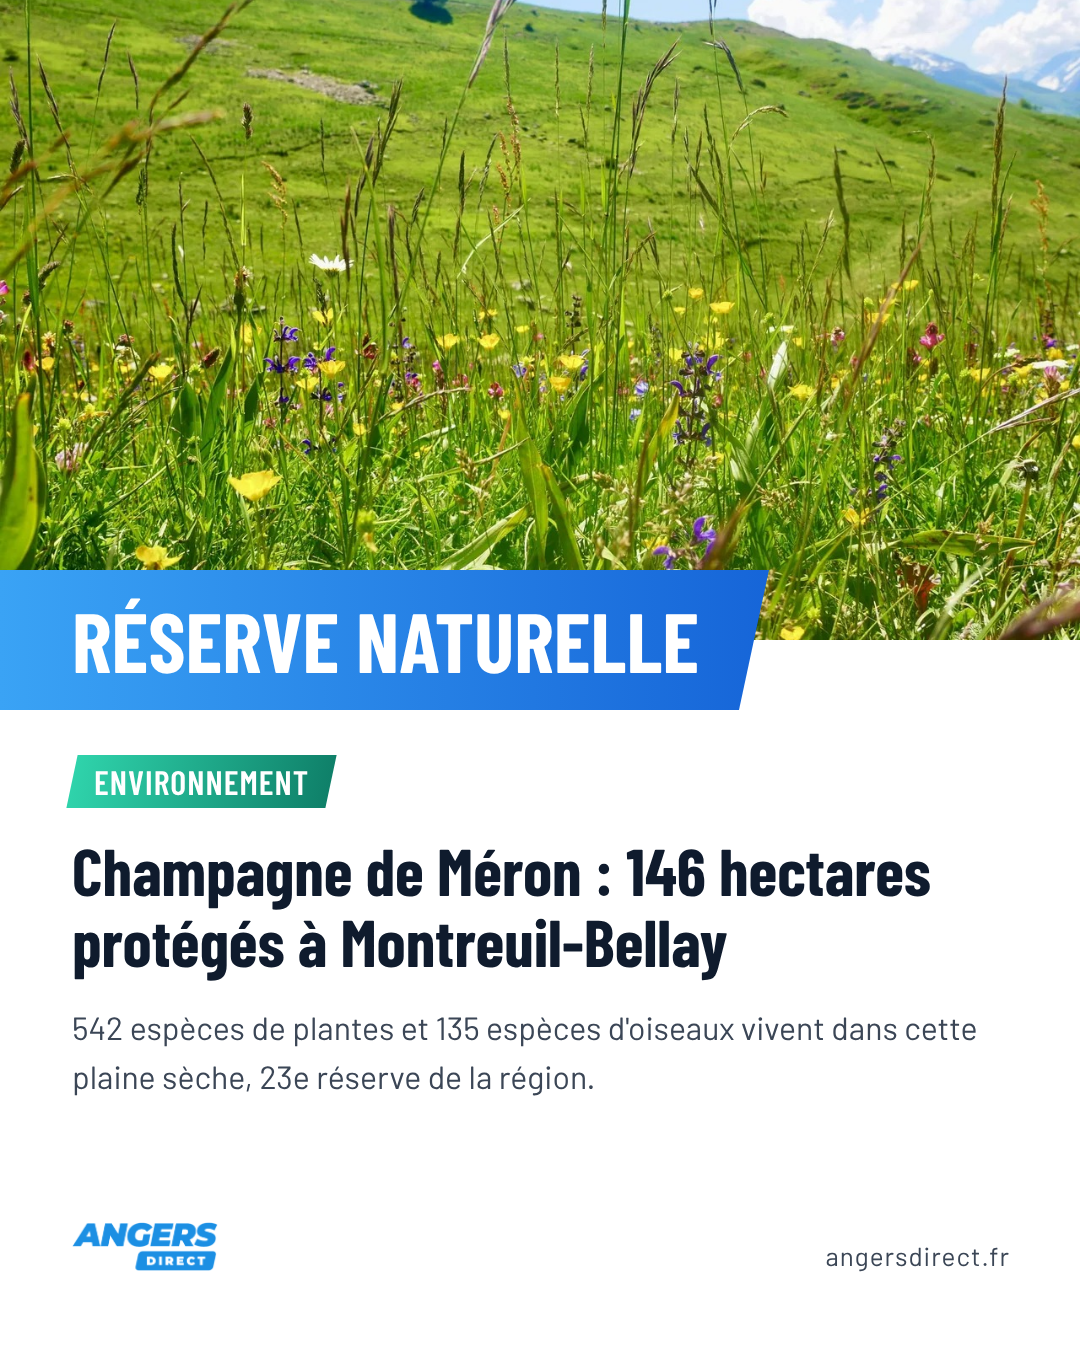 RÉSERVE NATURELLE
ENVIRONNEMENT
Champagne de Méron : 146 hectares
protégés à Montreuil-Bellay
542 espèces de plantes et 135 espèces d'oiseaux vivent dans cette
plaine sèche, 23e réserve de la région.
ANGERS
DIRECT
angersdirect.fr